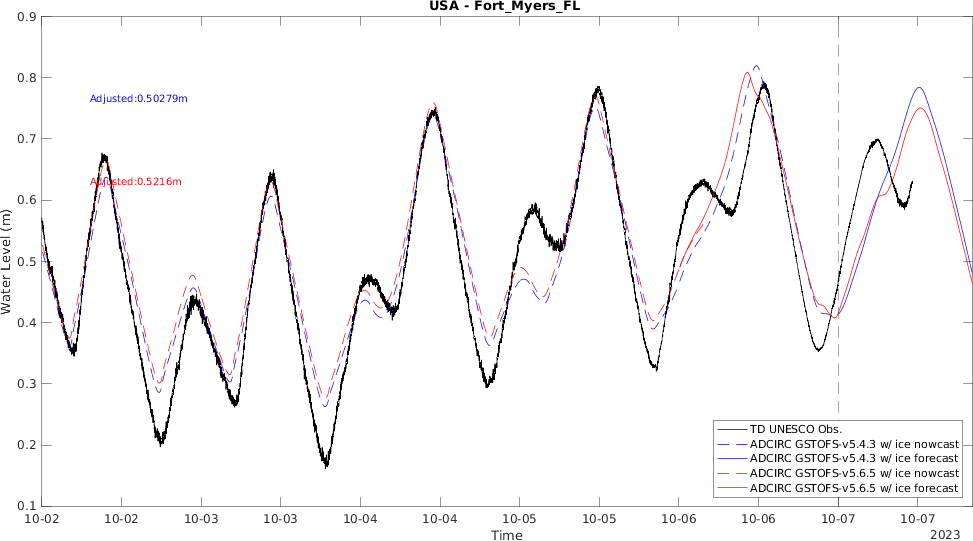 USA - Fort_Myers_FL
0.9
0.8
0.7
0.6
0.5
0.4
0.3
0.2
0.1
Water Level (m)
Adjusted:0.50279m
Adjusted:0.5216m
TD UNESCO Obs.
ADCIRC GSTOFS-v5.4.3 w/ ice nowcast
ADCIRC GSTOFS-v5.4.3 w/ ice forecast
ADCIRC GSTOFS-v5.6.5 w/ ice nowcast
ADCIRC GSTOFS-v5.6.5 w/ ice forecast
10-02 10-02 10-03 10-03 10-04 10-04 10-05 10-05 10-06 10-06 10-07 10-07
Time
2023